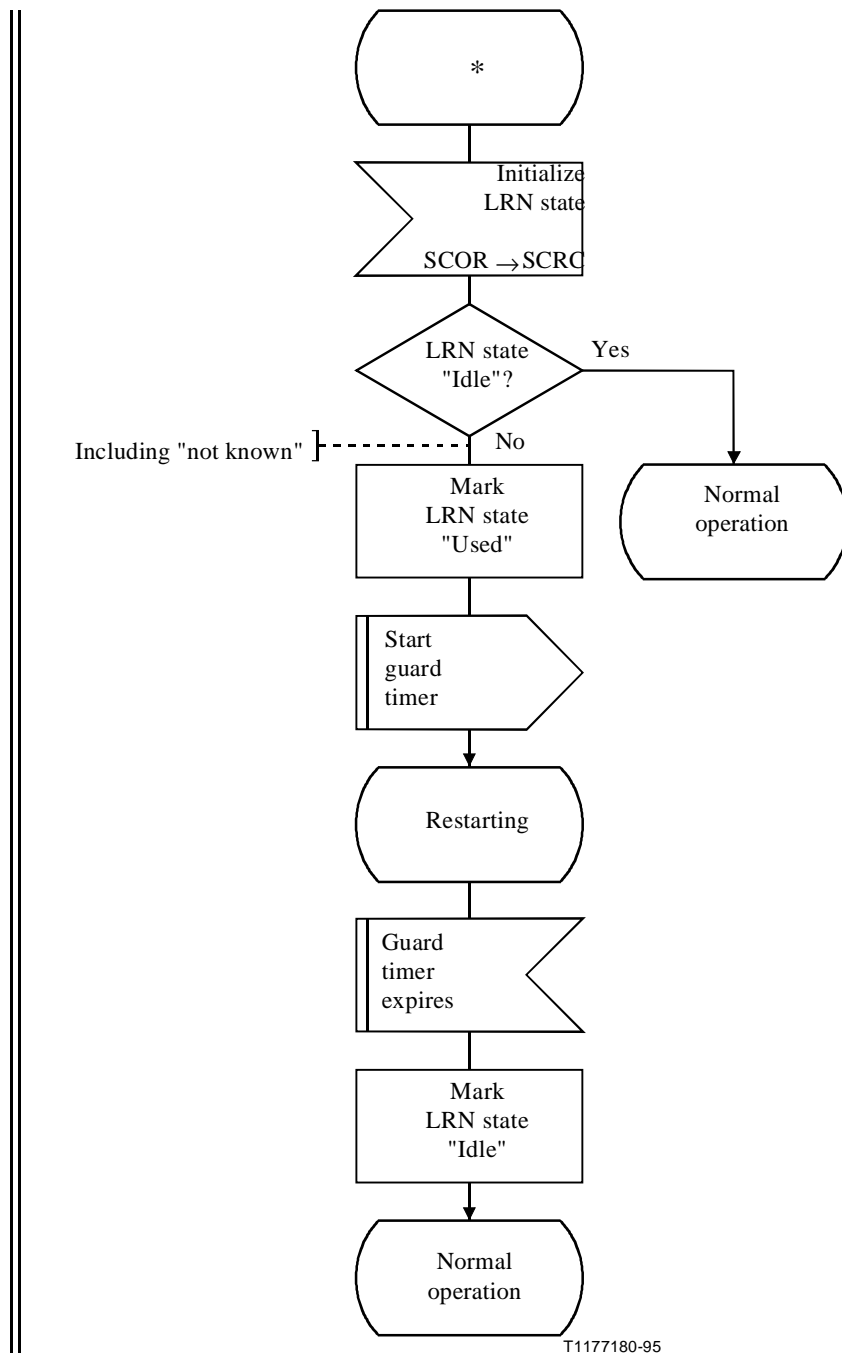 *
Initialize
LRN state
SCOR → SCRC
LRN state
"Idle"?
Yes
Including "not known"
No
Mark
LRN state
"Used"
Normal
operation
Start
guard
timer
Restarting
Guard
timer
expires
Mark
LRN state
"Idle"
Normal
operation
T1177180-95